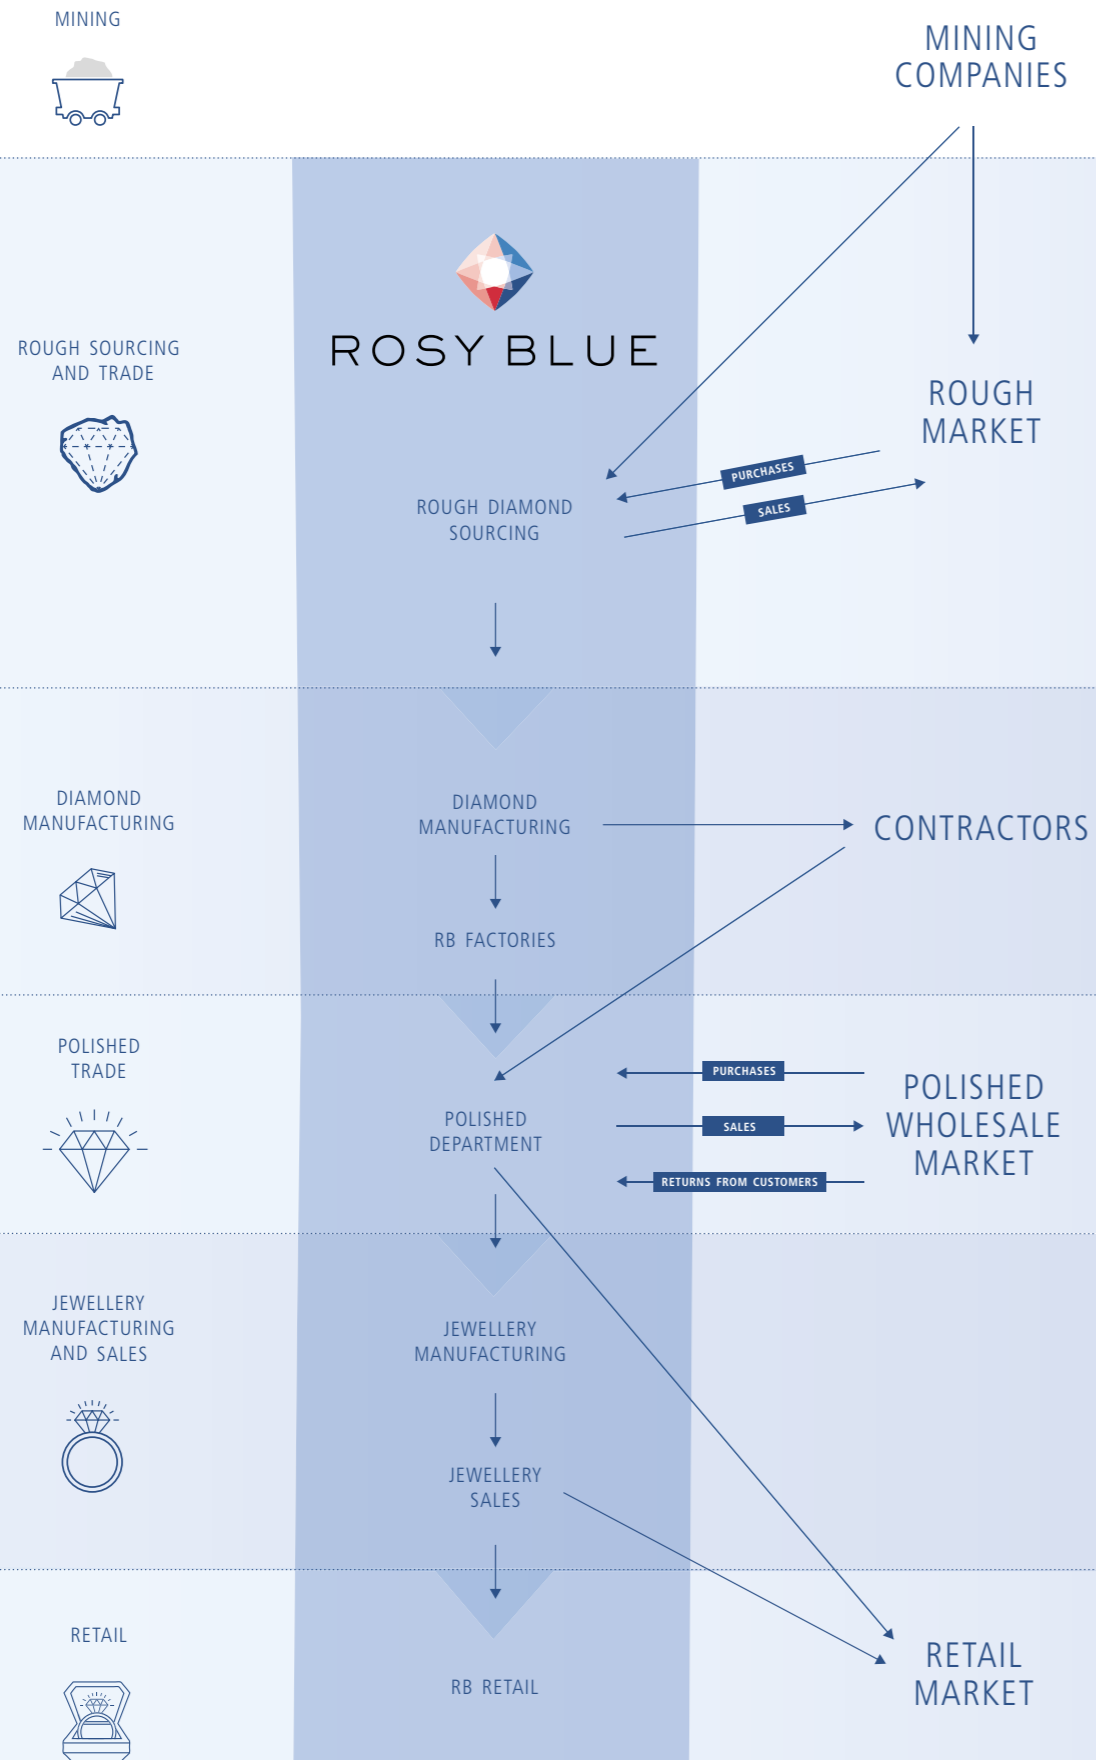 MINING
MINING
COMPANIES
ROSY BLUE
ROUGH SOURCING
AND TRADE
ROUGH
MARKET
PURCHASES
SALES
ROUGH DIAMOND
SOURCING
DIAMOND
MANUFACTURING
DIAMOND
MANUFACTURING
CONTRACTORS
RB FACTORIES
POLISHED
TRADE
POLISHED
DEPARTMENT
PURCHASES
SALES
RETURNS FROM CUSTOMERS
POLISHED
WHOLESALE
MARKET
JEWELLERY
MANUFACTURING
AND SALES
JEWELLERY
MANUFACTURING
JEWELLERY
SALES
RETAIL
RB RETAIL
RETAIL
MARKET